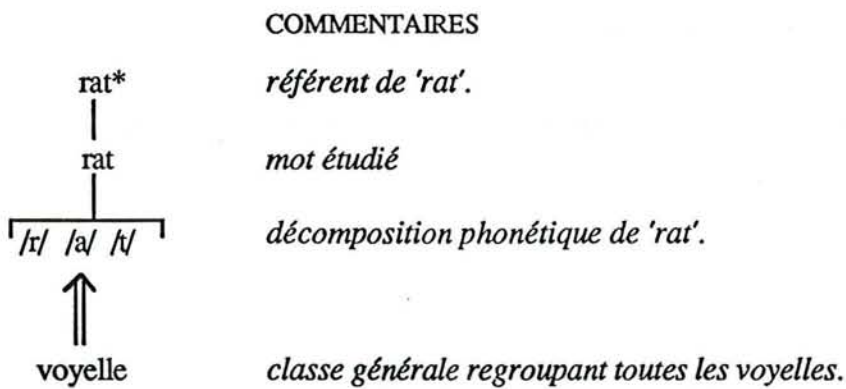 COMMENTAIRES
rat* référent de 'rat'.
rat mot étudié
/r/ /a/ /t/ décomposition phonétique de 'rat'.
voyelle classe générale regroupant toutes les voyelles.